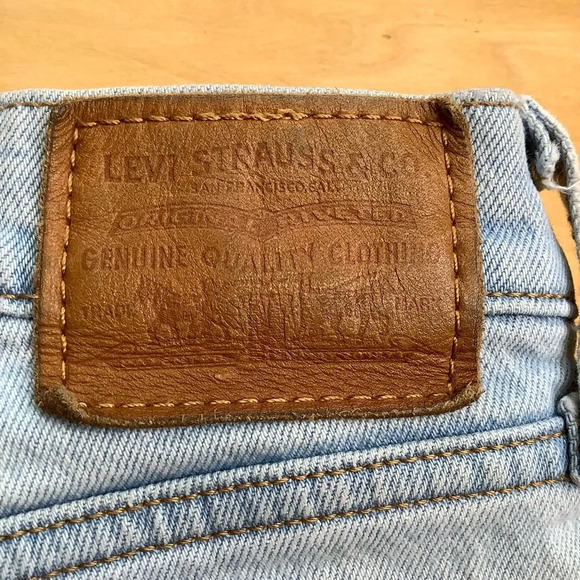 LEVI STRAUSS & CO.
SAN FRANCISCO, CAL.
ORIGINAL RIVETED
GENUINE QUALITY CLOTHING
TRADE MARK